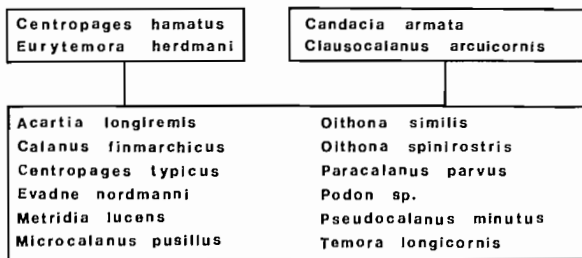 Centropages hamatus
Eurytemora herdmani
Candacia armata
Clausocalanus arcuicornis
Acartia longiremis
Calanus finmarchicus
Centropages typicus
Evadne nordmanni
Metridia lucens
Microcalanus pusillus
Oithona similis
Oithona spinirostris
Paracalanus parvus
Podon sp.
Pseudocalanus minutus
Temora longicornis